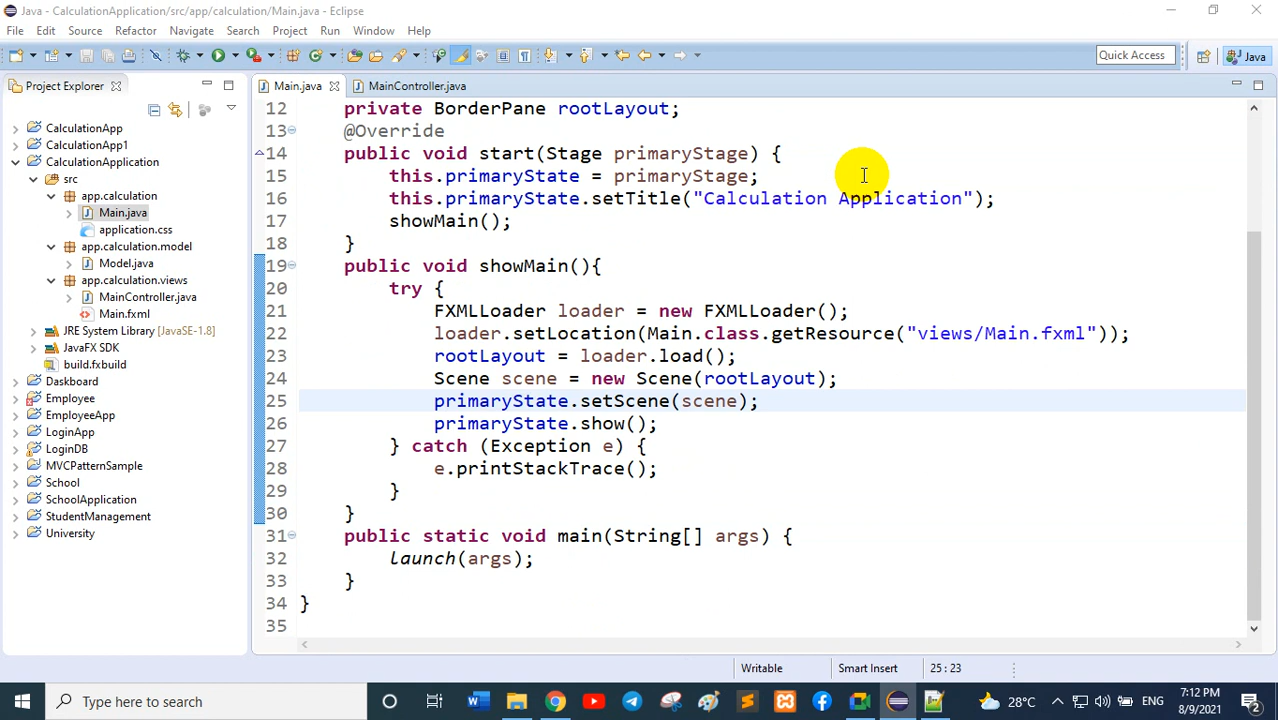 Java - CalculationApplication/src/app/calculation/Main.java - Eclipse
File Edit Source Refactor Navigate Search Project Run Window Help
Quick Access
Java
Project Explorer
Main.java
MainController.java
CalculationApp
CalculationApp1
CalculationApplication
src
app.calculation
Main.java
application.css
app.calculation.model
Model.java
app.calculation.views
MainController.java
Main.fxml
JRE System Library [JavaSE-1.8]
JavaFX SDK
build.fxbuild
Daskboard
Employee
EmployeeApp
LoginApp
LoginDB
MVCPatternSample
School
SchoolApplication
StudentManagement
University
12 private BorderPane rootLayout;
13 @Override
14 public void start(Stage primaryStage) {
15 this.primaryState = primaryStage;
16 this.primaryState.setTitle("Calculation Application");
17 showMain();
18 }
19 public void showMain(){
20 try {
21 FXMLLoader loader = new FXMLLoader();
22 loader.setLocation(Main.class.getResource("views/Main.fxml"));
23 rootLayout = loader.load();
24 Scene scene = new Scene(rootLayout);
25 primaryState.setScene(scene);
26 primaryState.show();
27 } catch (Exception e) {
28 e.printStackTrace();
29 }
30 }
31 public static void main(String[] args) {
32 launch(args);
33 }
34 }
35
Writable Smart Insert 25 : 23
Type here to search
28°C
ENG
7:12 PM
8/9/2021
2